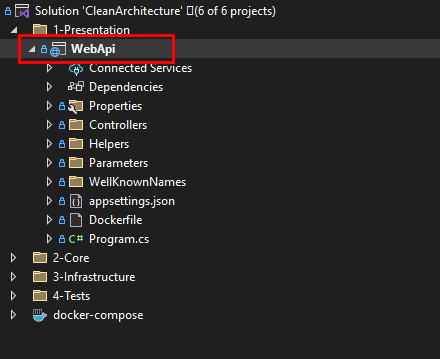 Solution 'CleanArchitecture' (6 of 6 projects)
1-Presentation
WebApi
Connected Services
Dependencies
Properties
Controllers
Helpers
Parameters
WellKnownNames
appsettings.json
Dockerfile
C# Program.cs
2-Core
3-Infrastructure
4-Tests
docker-compose